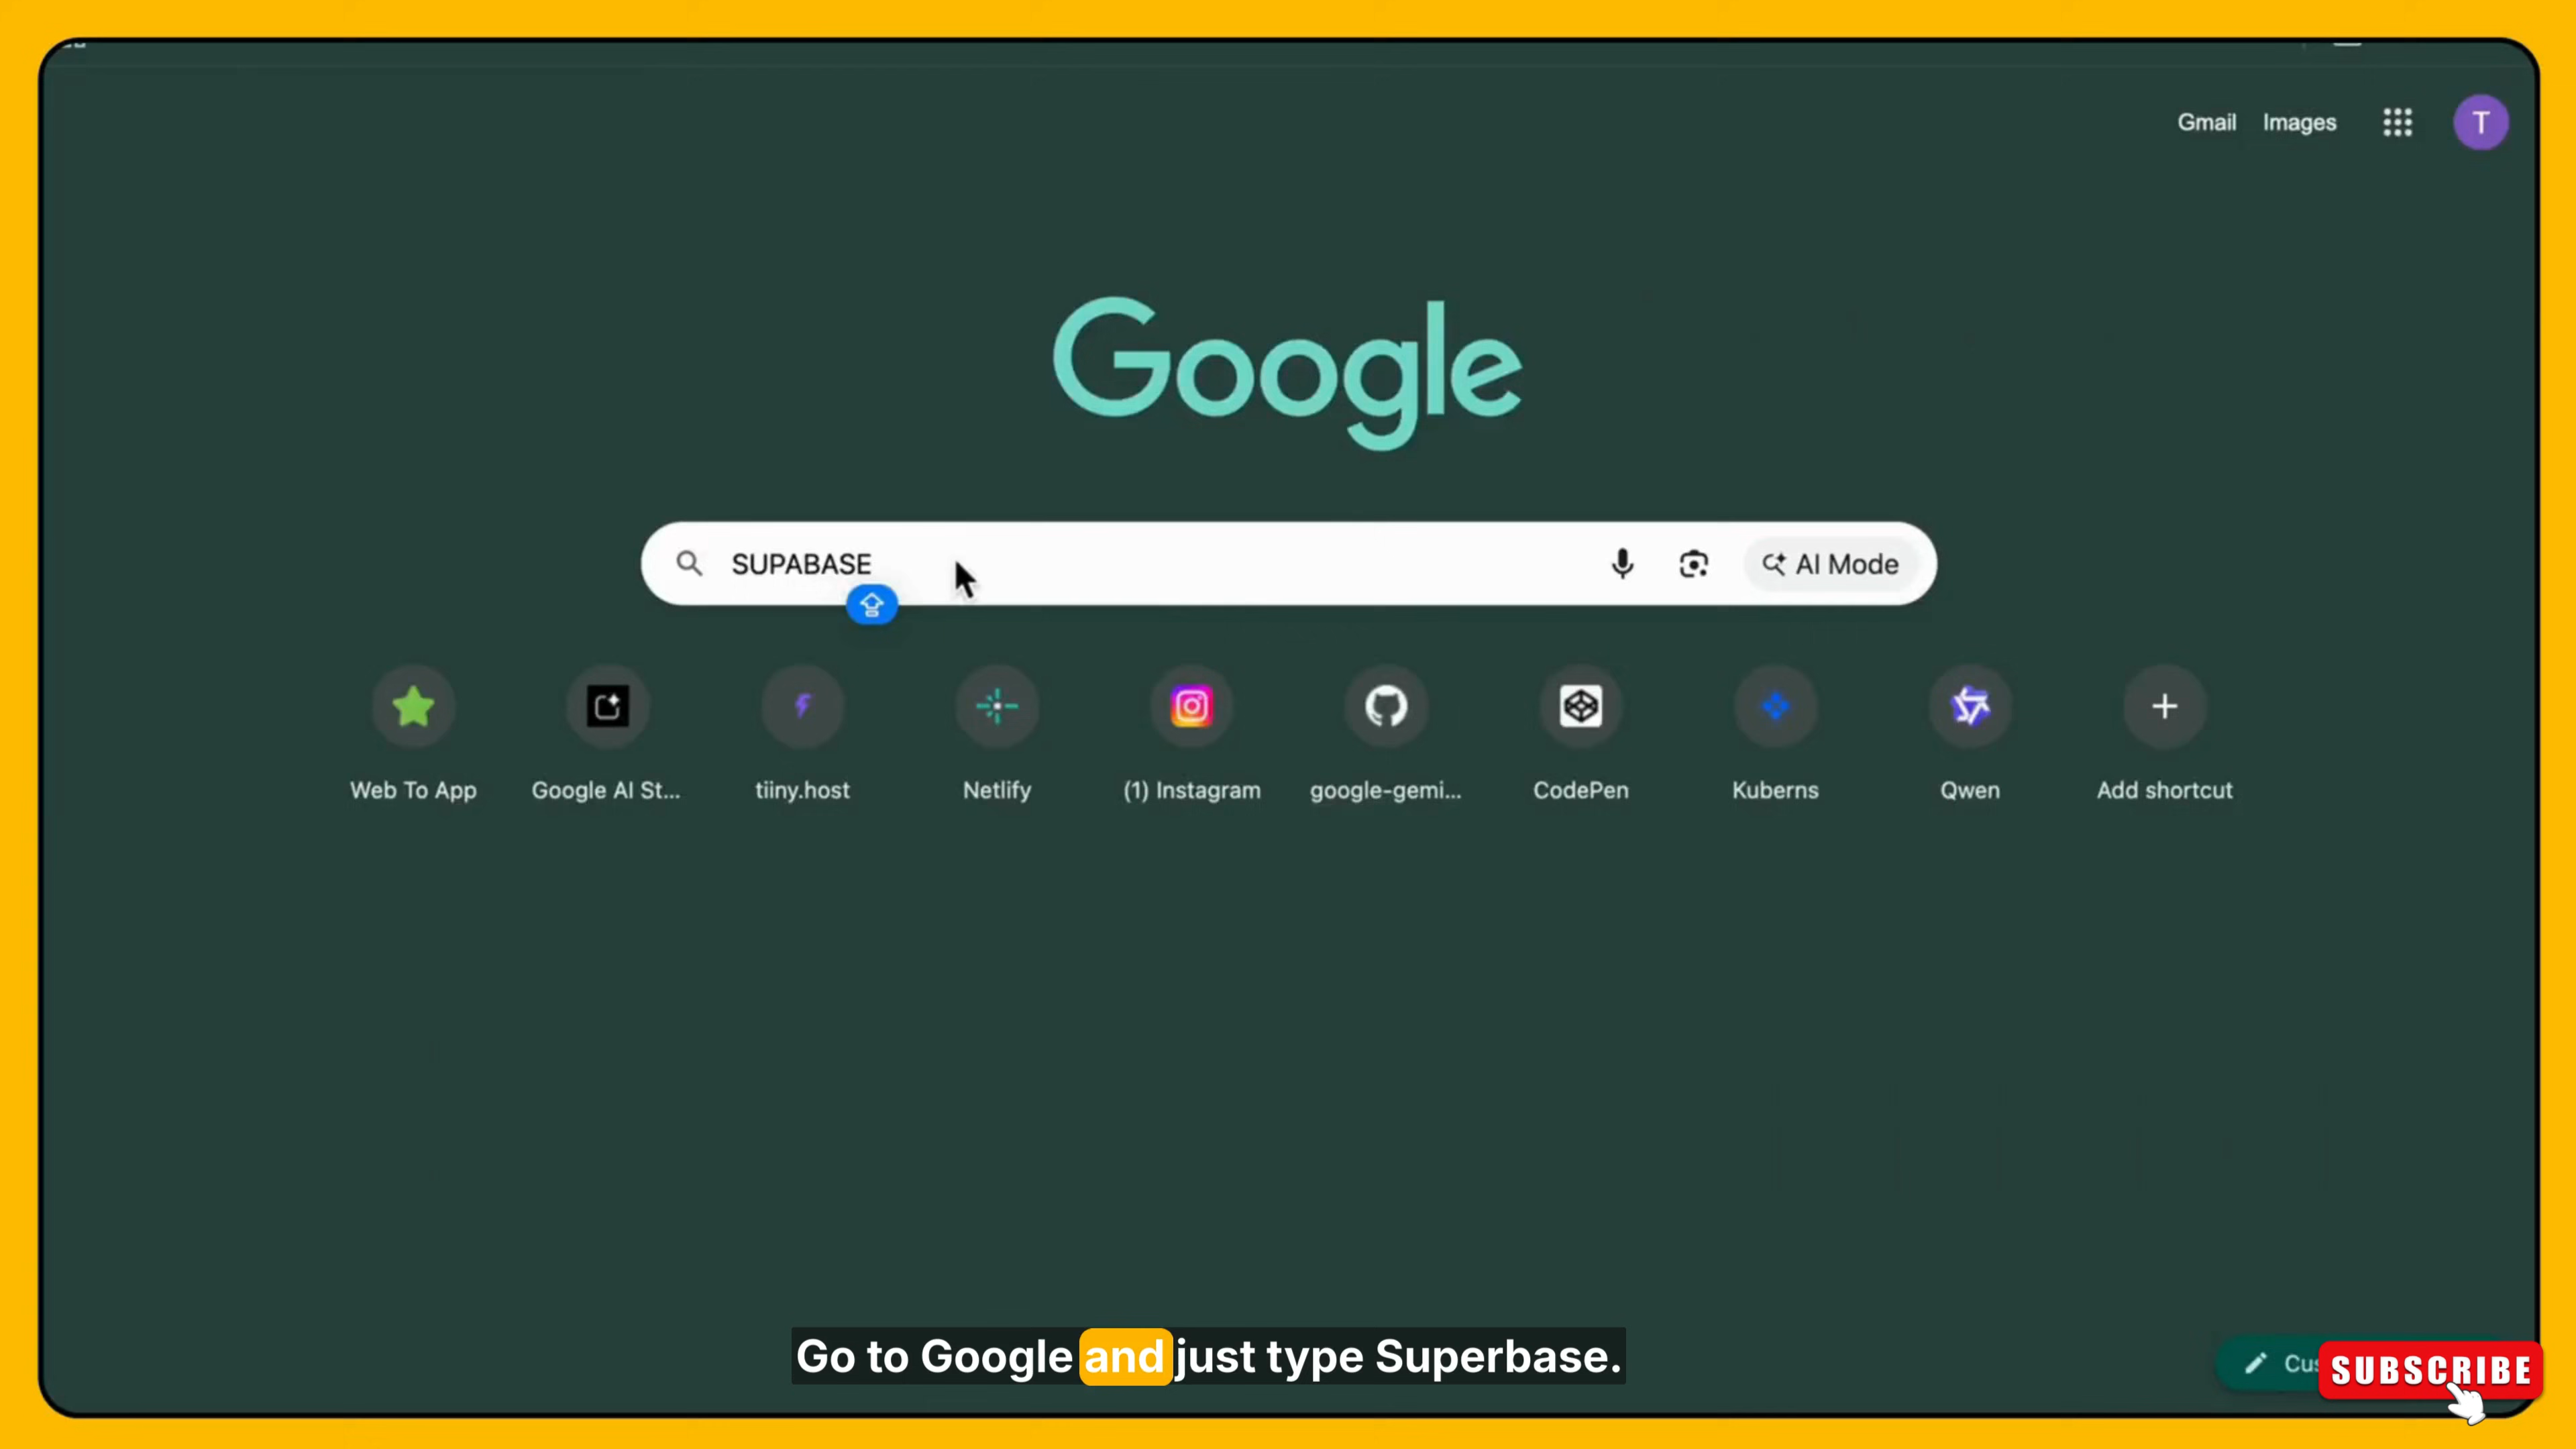 Gmail Images
T
Google
SUPABASE
AI Mode
Web To App Google AI St... tiiny.host Netlify (1) Instagram google-gemi... CodePen Kuberns Qwen Add shortcut
Go to Google and just type Superbase.
Cus
SUBSCRIBE